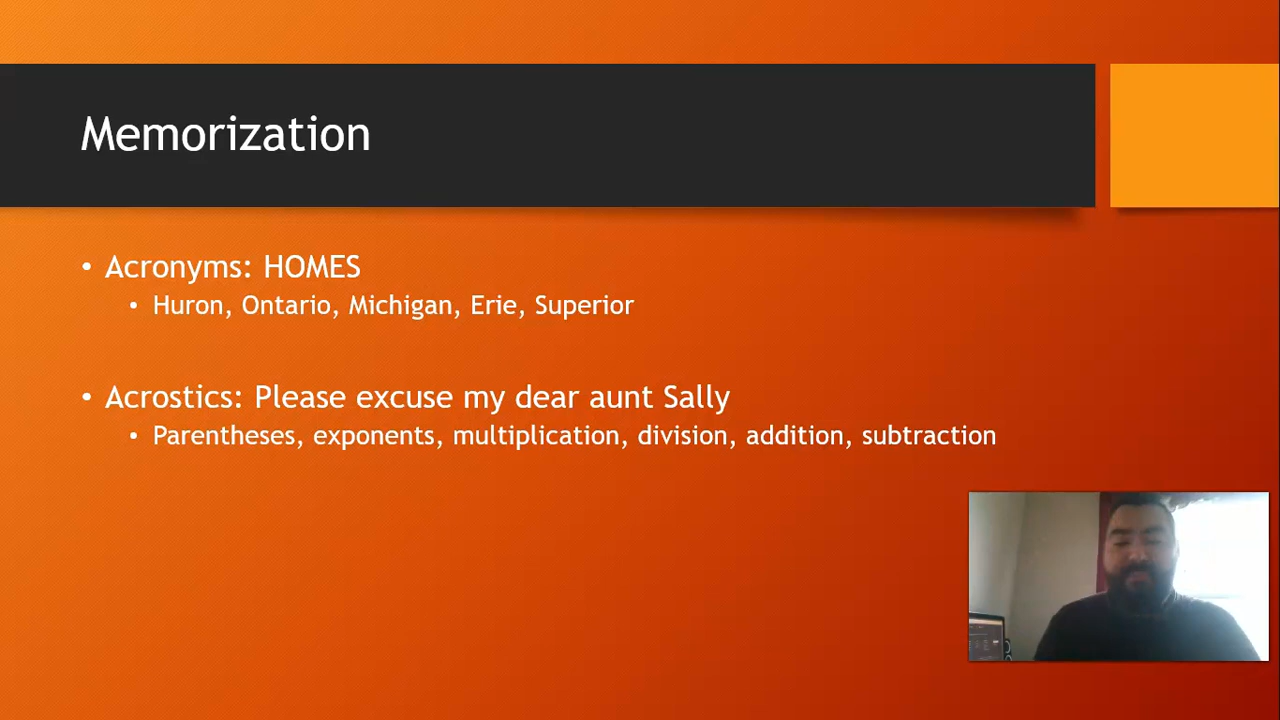 Memorization
• Acronyms: HOMES
• Huron, Ontario, Michigan, Erie, Superior
• Acrostics: Please excuse my dear aunt Sally
• Parentheses, exponents, multiplication, division, addition, subtraction